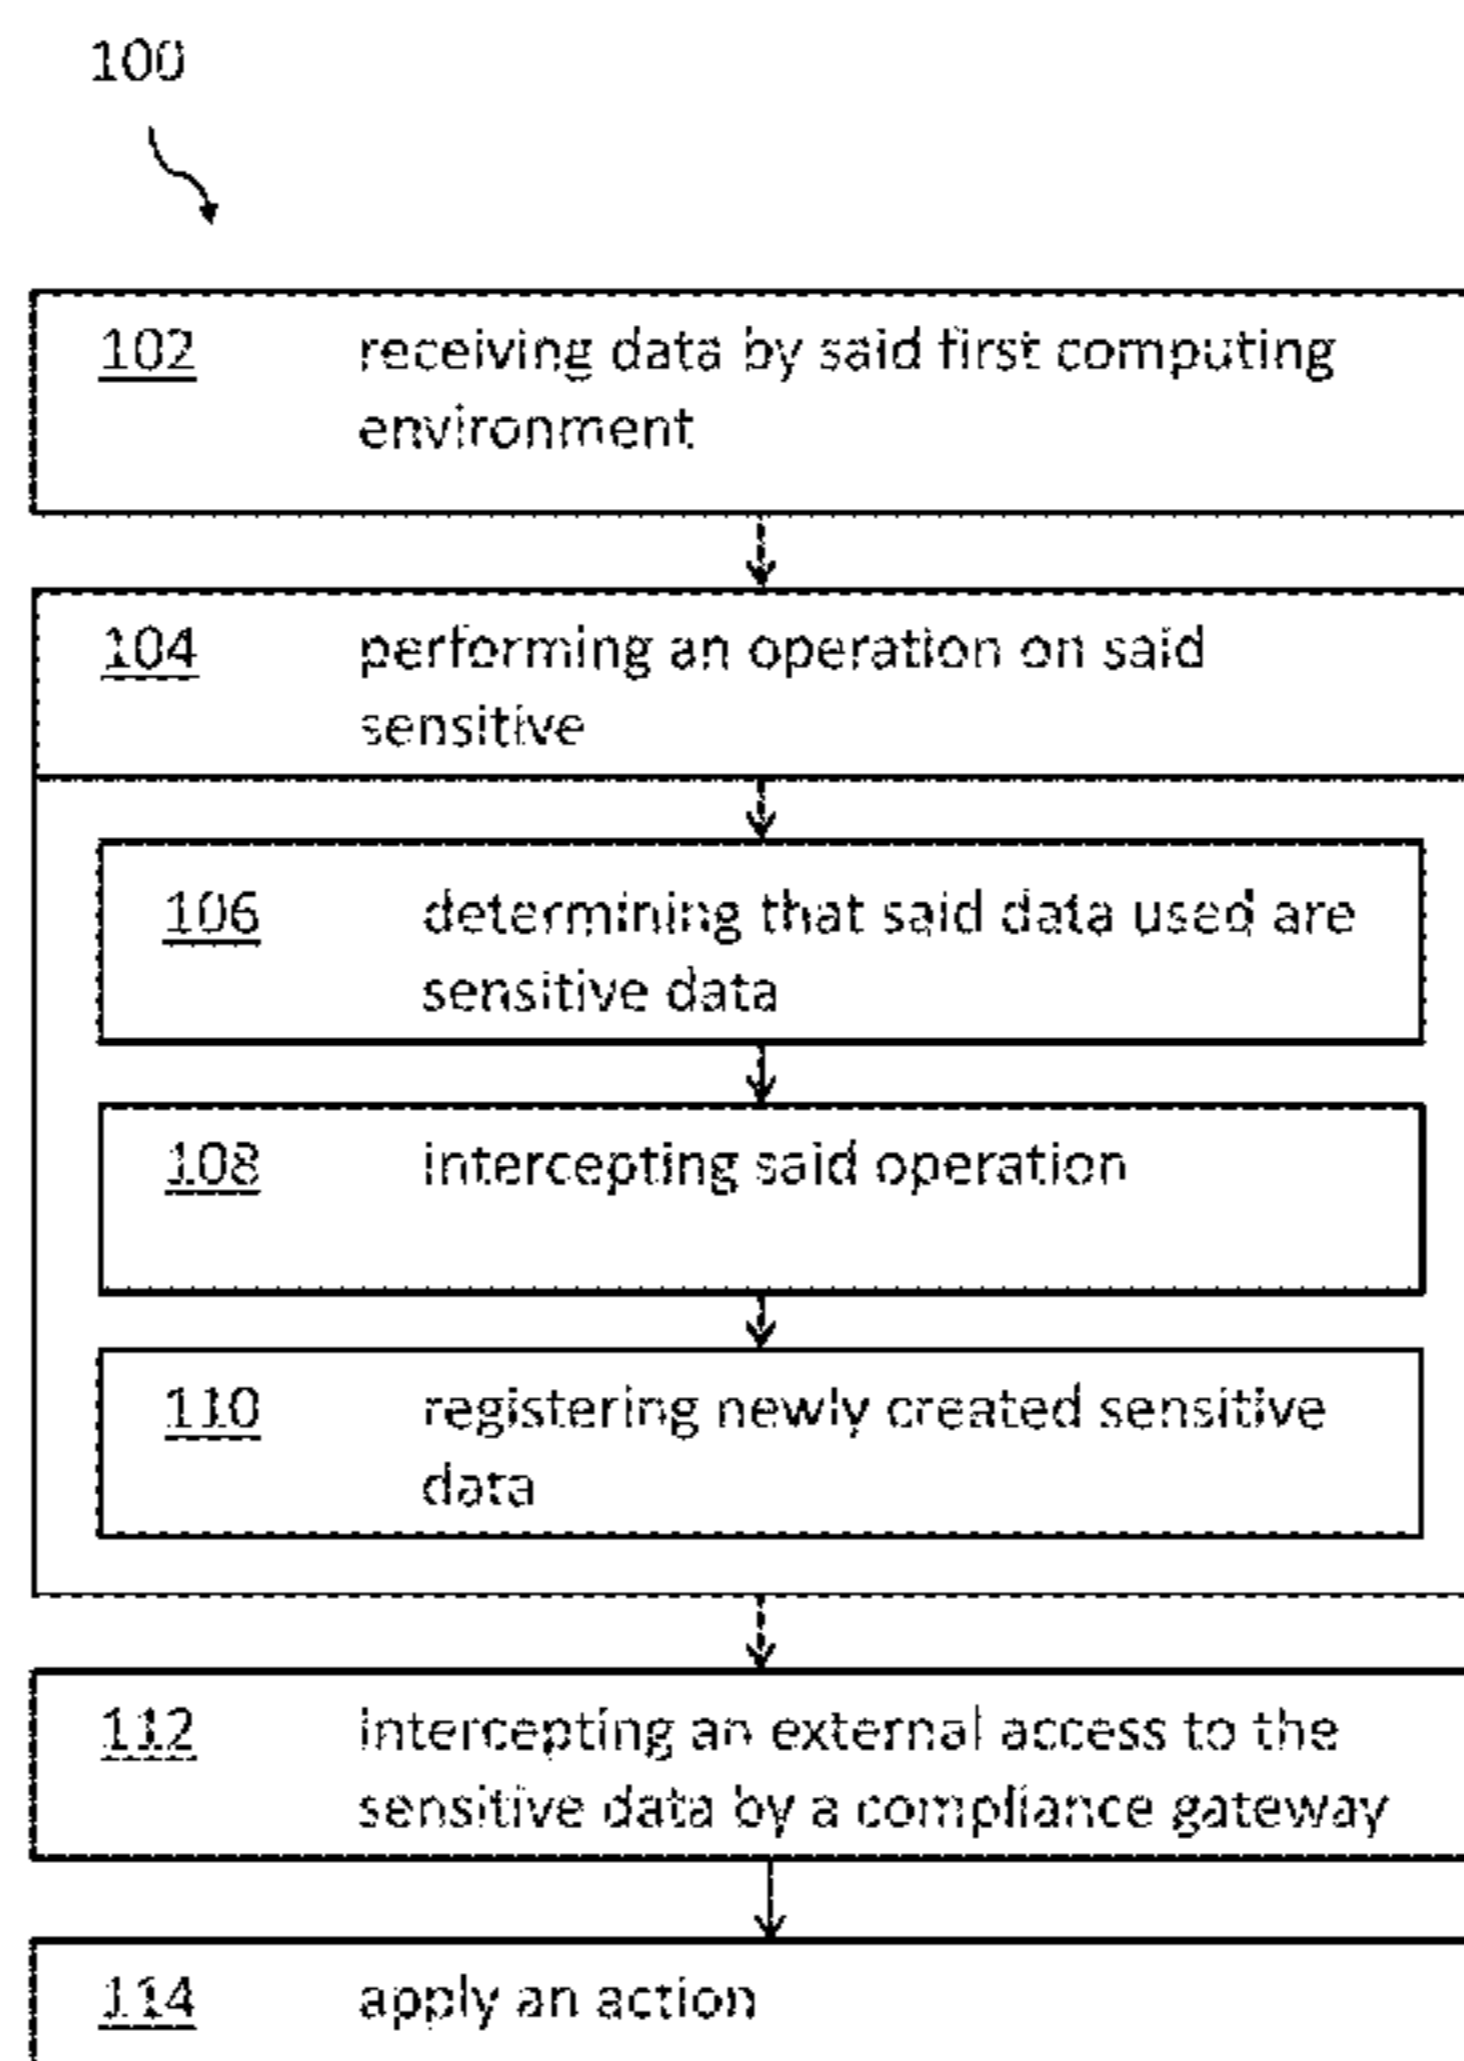 100
102 receiving data by said first computing
environment
104 performing an operation on said
sensitive
106 determining that said data used are
sensitive data
108 intercepting said operation
110 registering newly created sensitive
data
112 intercepting an external access to the
sensitive data by a compliance gateway
114 apply an action